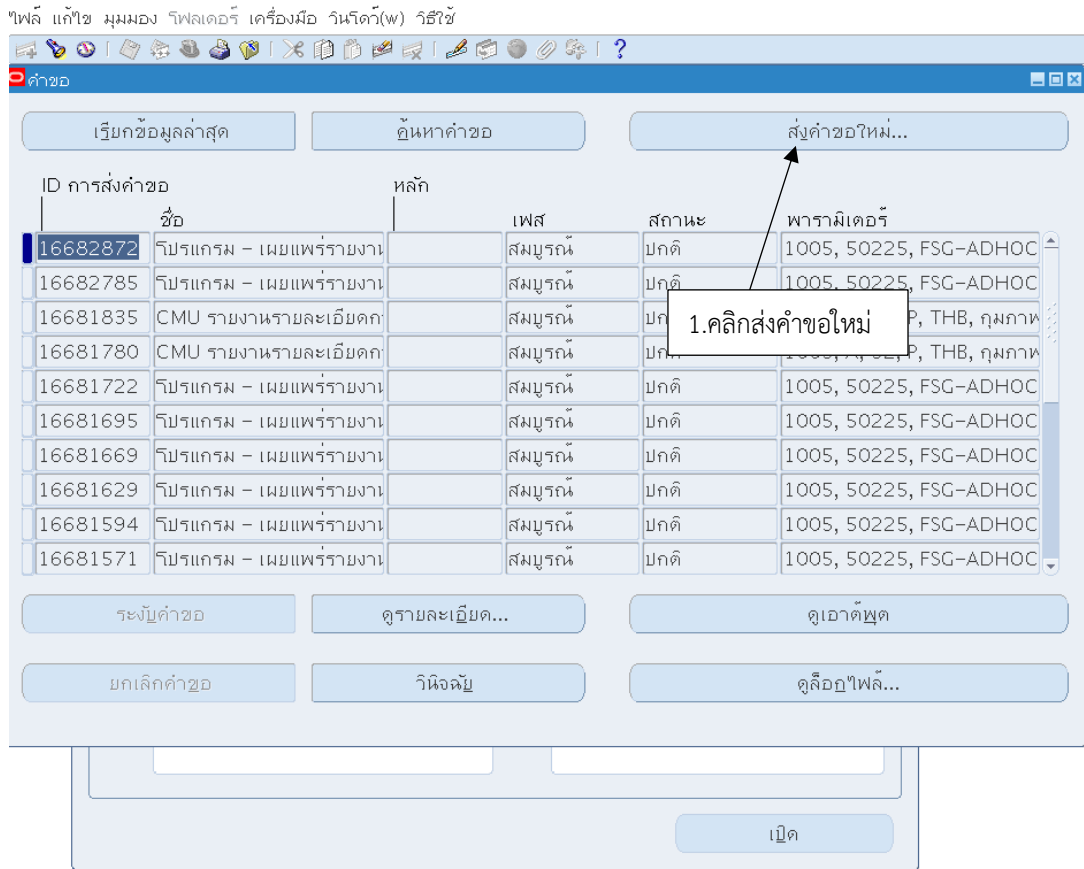 ไฟล์ แก้ไข มุมมอง โฟลเดอร์ เครื่องมือ วินโดว์(w) วิธีใช้
คำขอ
เรียกข้อมูลล่าสุด ค้นหาคำขอ ส่งคำขอใหม่...
ID การส่งคำขอ หลัก
ชื่อ เฟส สถานะ พารามิเตอร์
16682872 โปรแกรม – เผยแพร่รายงาน สมบูรณ์ ปกติ 1005, 50225, FSG–ADHOC
16682785 โปรแกรม – เผยแพร่รายงาน สมบูรณ์ ปกติ 1005, 50225, FSG–ADHOC
16681835 CMU รายงานรายละเอียดก สมบูรณ์ P, THB, กุมภาพ
1.คลิกส่งคำขอใหม่
16681780 CMU รายงานรายละเอียดก สมบูรณ์ P, THB, กุมภาพ
16681722 โปรแกรม – เผยแพร่รายงาน สมบูรณ์ ปกติ 1005, 50225, FSG–ADHOC
16681695 โปรแกรม – เผยแพร่รายงาน สมบูรณ์ ปกติ 1005, 50225, FSG–ADHOC
16681669 โปรแกรม – เผยแพร่รายงาน สมบูรณ์ ปกติ 1005, 50225, FSG–ADHOC
16681629 โปรแกรม – เผยแพร่รายงาน สมบูรณ์ ปกติ 1005, 50225, FSG–ADHOC
16681594 โปรแกรม – เผยแพร่รายงาน สมบูรณ์ ปกติ 1005, 50225, FSG–ADHOC
16681571 โปรแกรม – เผยแพร่รายงาน สมบูรณ์ ปกติ 1005, 50225, FSG–ADHOC
ระงับคำขอ ดูรายละเอียด... ดูเอาต์พุต
ยกเลิกคำขอ วินิจฉัย ดูล็อกไฟล์...
เปิด